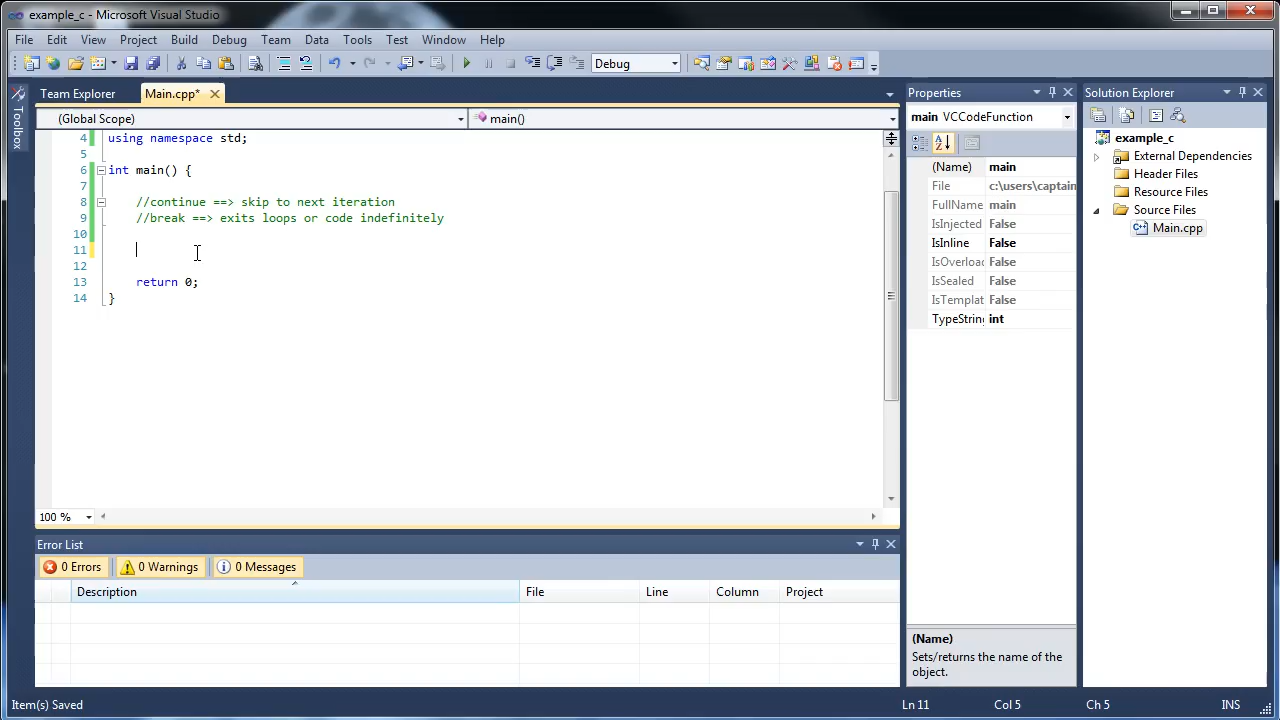 example_c - Microsoft Visual Studio
File Edit View Project Build Debug Team Data Tools Test Window Help
Debug
Team Explorer Main.cpp*
(Global Scope) main()
4 using namespace std;
5
6 int main() {
7
8 //continue ==> skip to next iteration
9 //break ==> exits loops or code indefinitely
10
11
12
13 return 0;
14 }
100 %
Toolbox
Error List
0 Errors 0 Warnings 0 Messages
Description File Line Column Project
Properties
main VCCodeFunction
(Name) main
File c:\users\captain
FullName main
IsInjected False
IsInline False
IsOverloa False
IsSealed False
IsTemplat False
TypeString int
(Name)
Sets/returns the name of the
object.
Solution Explorer
example_c
External Dependencies
Header Files
Resource Files
Source Files
Main.cpp
Item(s) Saved Ln 11 Col 5 Ch 5 INS